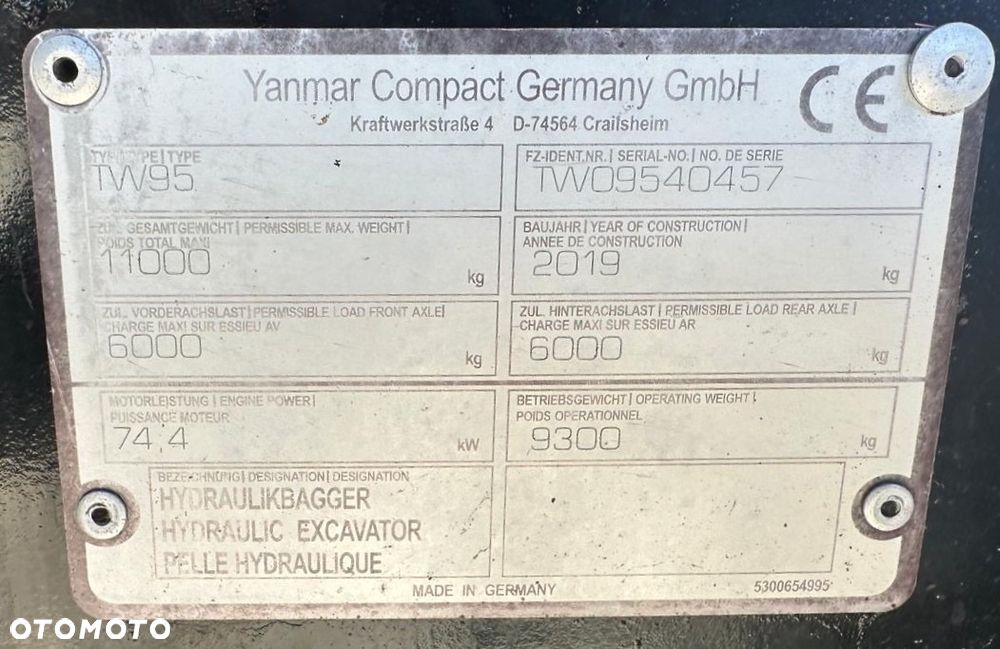 Yanmar Compact Germany GmbH
CE
Kraftwerkstraße 4 D-74564 Crailsheim
TYP | TYPE | TYPE
TW95
FZ-IDENT.NR. | SERIAL-NO. | NO. DE SERIE
TW09540457
ZUL. GESAMTGEWICHT | PERMISSIBLE MAX. WEIGHT |
POIDS TOTAL MAXI
11000 kg
BAUJAHR | YEAR OF CONSTRUCTION |
ANNEE DE CONSTRUCTION
2019 kg
ZUL. VORDERACHSLAST | PERMISSIBLE LOAD FRONT AXLE |
CHARGE MAXI SUR ESSIEU AV
6000 kg
ZUL. HINTERACHSLAST | PERMISSIBLE LOAD REAR AXLE |
CHARGE MAXI SUR ESSIEU AR
6000 kg
MOTORLEISTUNG | ENGINE POWER |
PUISSANCE MOTEUR
74,4 kW
BETRIEBSGEWICHT | OPERATING WEIGHT |
POIDS OPERATIONNEL
9300 kg
BEZEICHNUNG | DESIGNATION | DESIGNATION
HYDRAULIKBAGGER
HYDRAULIC EXCAVATOR
PELLE HYDRAULIQUE
MADE IN GERMANY
5300654995
OTOMOTO